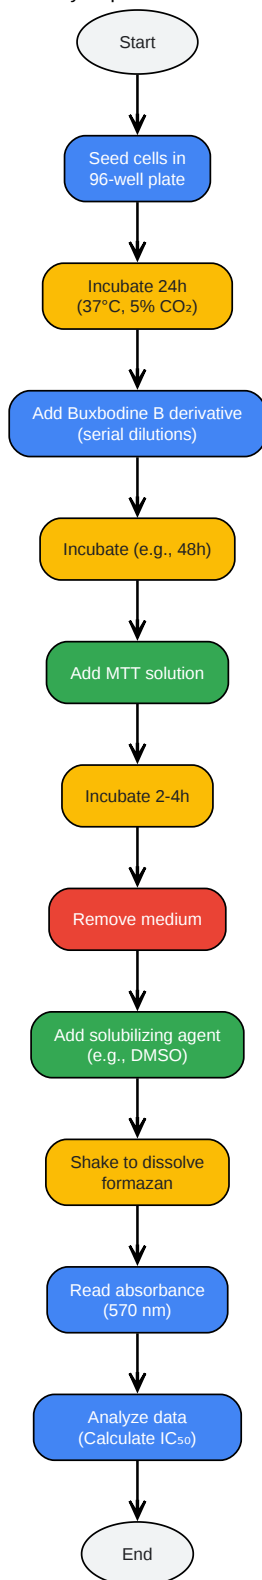 Start
Seed cells in
96-well plate
Incubate 24h
(37°C, 5% CO₂)
Add Buxbodine B derivative
(serial dilutions)
Incubate (e.g., 48h)
Add MTT solution
Incubate 2-4h
Remove medium
Add solubilizing agent
(e.g., DMSO)
Shake to dissolve
formazan
Read absorbance
(570 nm)
Analyze data
(Calculate IC₅₀)
End